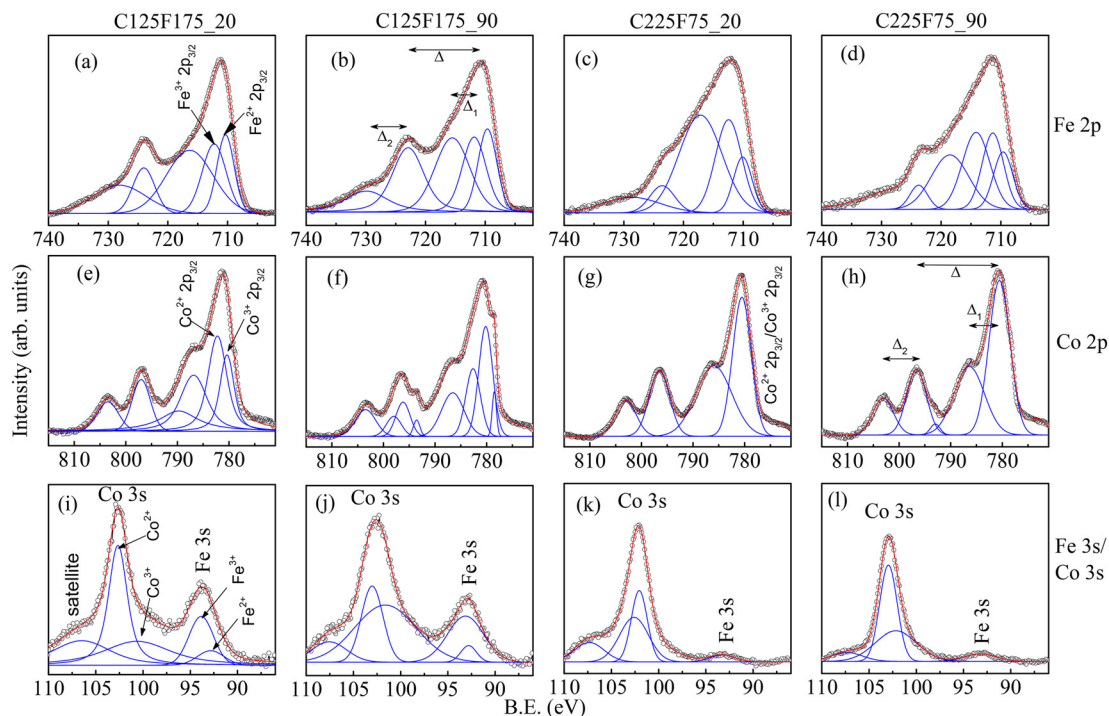 C125F175_20 C125F175_90 C225F75_20 C225F75_90
(a) Fe³⁺ 2p₃/₂ Fe²⁺ 2p₃/₂ (b) Δ Δ₁ Δ₂ (c) (d) Fe 2p
740 730 720 710 740 730 720 710 740 730 720 710 740 730 720 710
Intensity (arb. units)
(e) Co²⁺ 2p₃/₂ Co³⁺ 2p₃/₂ (f) (g) Co²⁺ 2p₃/₂/Co³⁺ 2p₃/₂ (h) Δ Δ₁ Δ₂ Co 2p
810 800 790 780 810 800 790 780 810 800 790 780 810 800 790 780
(i) Co 3s Co²⁺ satellite Co³⁺ Fe 3s Fe³⁺ Fe²⁺ (j) Co 3s Fe 3s (k) Co 3s Fe 3s (l) Co 3s Fe 3s Fe 3s/
Co 3s
110 105 100 95 90 110 105 100 95 90 110 105 100 95 90 110 105 100 95 90
B.E. (eV)